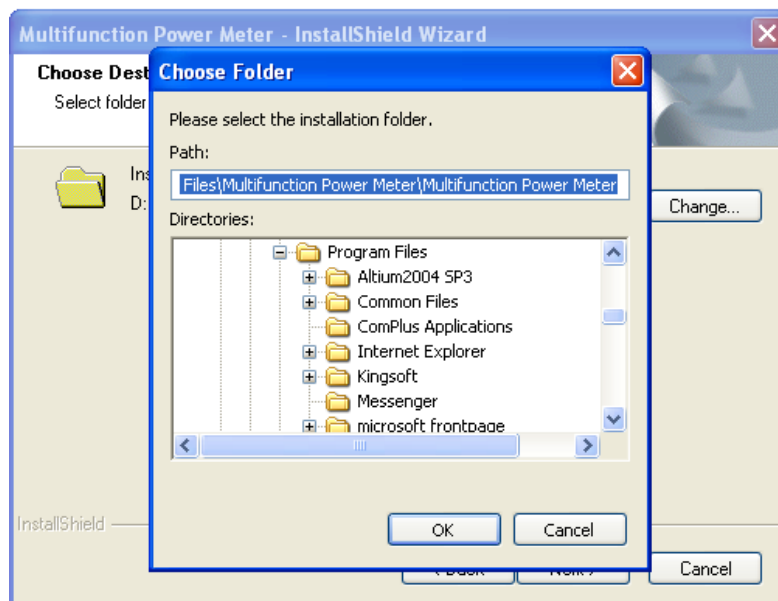 Multifunction Power Meter - InstallShield Wizard
Choose Dest
Select folder
Choose Folder
Please select the installation folder.
Path:
Files\Multifunction Power Meter\Multifunction Power Meter
Ins
D:
Change...
Directories:
Program Files
Altium2004 SP3
Common Files
ComPlus Applications
Internet Explorer
Kingsoft
Messenger
microsoft frontpage
InstallShield
OK
Cancel
Cancel